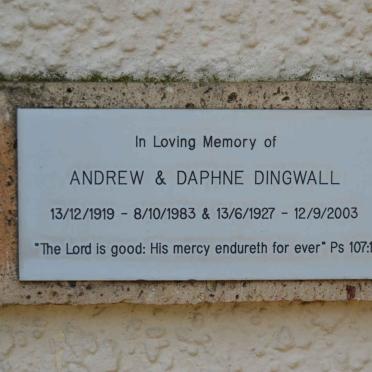 In Loving Memory of
ANDREW & DAPHNE DINGWALL
13/12/1919 - 8/10/1983 & 13/6/1927 - 12/9/2003
"The Lord is good: His mercy endureth for ever" Ps 107:1